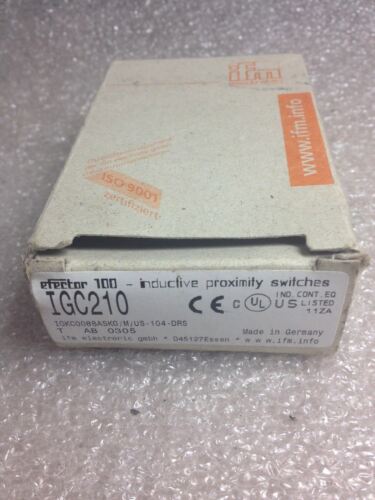 ifm
www.ifm.info
ISO 9001
zertifiziert
efector 100 - inductive proximity switches
IGC210
CE C UL US IND. CONT. EQ
LISTED
11ZA
IGKC008BASKG/M/US-104-DRS
T AB 0305 Made in Germany
ifm electronic gmbh * D45127Essen * www.ifm.info